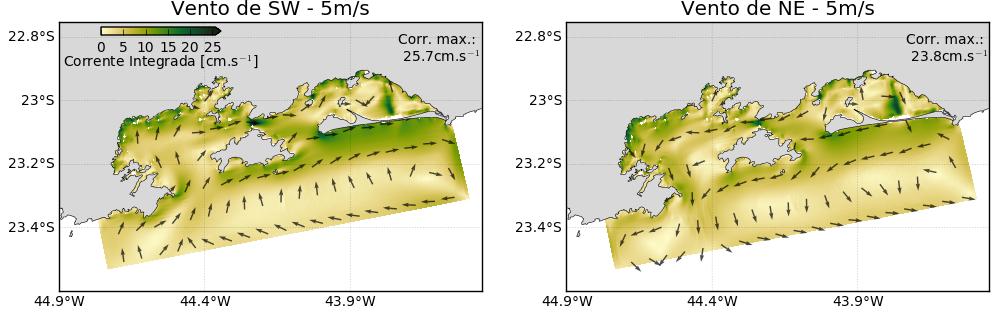 Vento de SW - 5m/s
22.8°S
23°S
23.2°S
23.4°S
44.9°W
44.4°W
43.9°W
0 5 10 15 20 25
Corrente Integrada [cm.s⁻¹]
Corr. max.:
25.7cm.s⁻¹
Vento de NE - 5m/s
22.8°S
23°S
23.2°S
23.4°S
44.9°W
44.4°W
43.9°W
Corr. max.:
23.8cm.s⁻¹